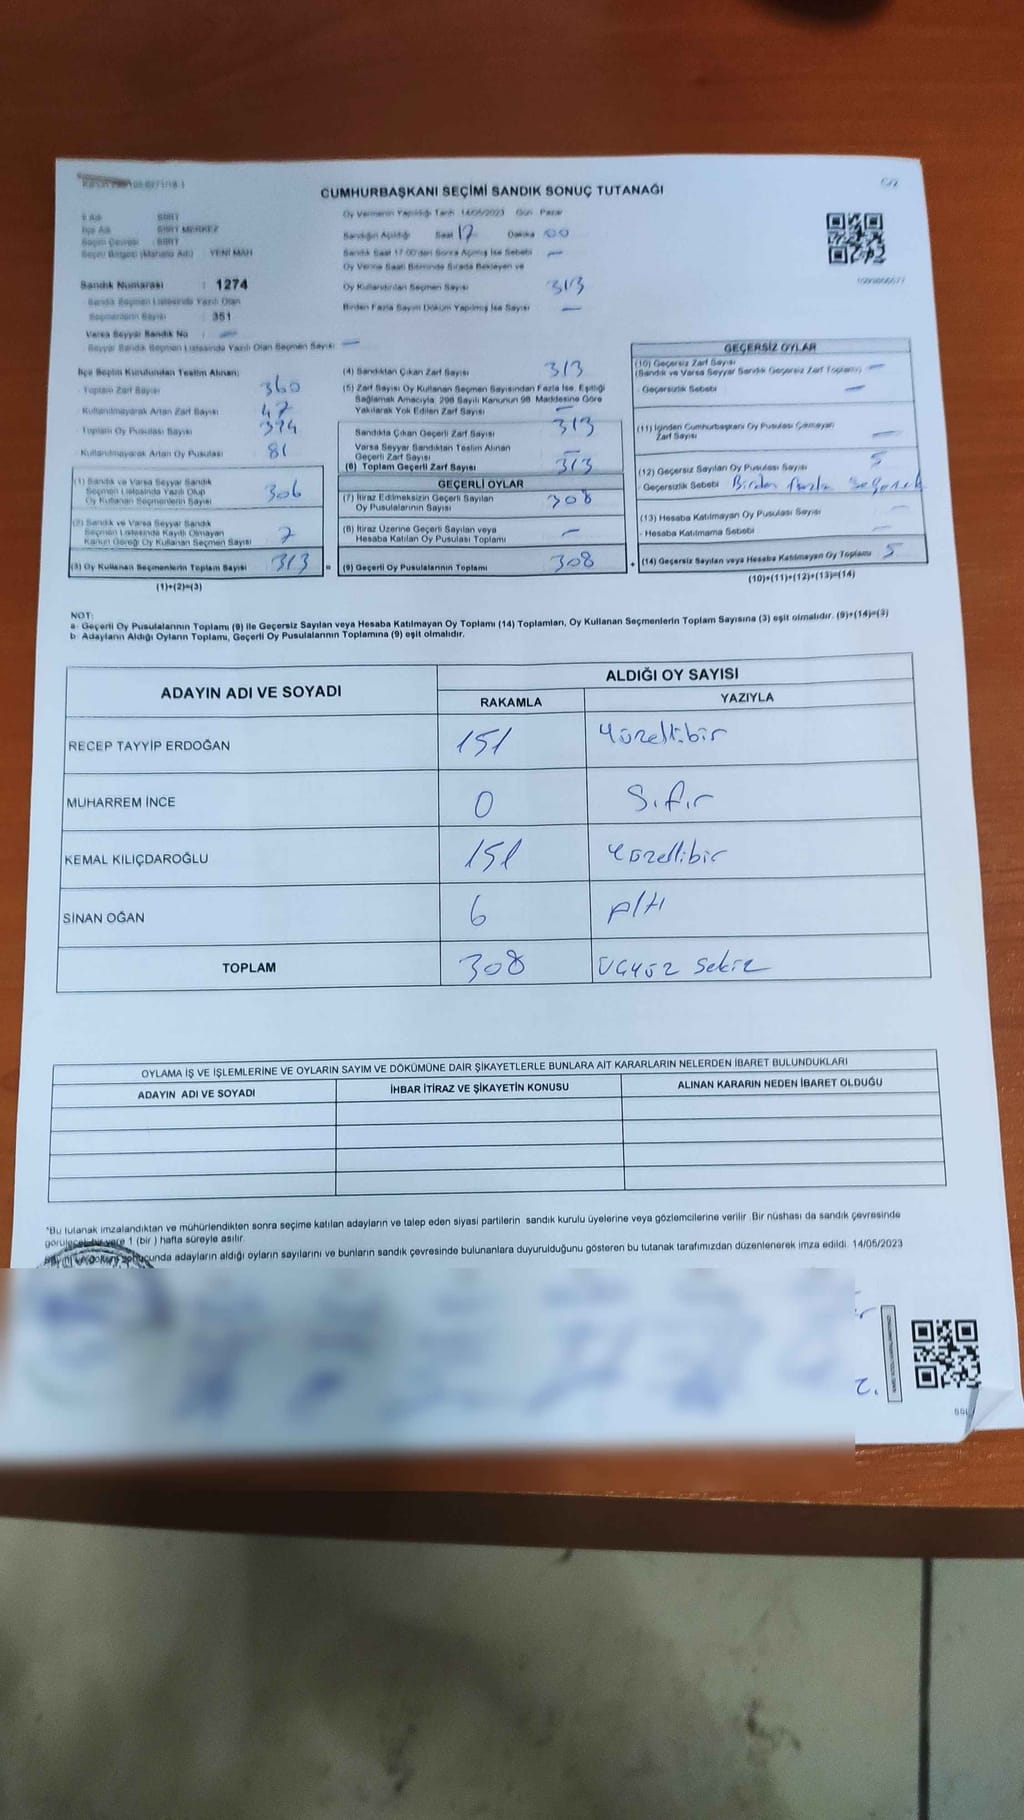 CUMHURBAŞKANI SEÇİMİ SANDIK SONUÇ TUTANAĞI
İl Adı : SİİRT
İlçe Adı : SİİRT MERKEZ
Seçim Çevresi : SİİRT
Seçim Bölgesi (Mahalle Adı) : YENİ MAH
Sandık Numarası : 1274
Sandık Seçmen Listesinde Yazılı Olan
Seçmenlerin Sayısı : 351
Varsa Seyyar Sandık No : —
Seyyar Sandık Seçmen Listesinde Yazılı Olan Seçmen Sayısı : —
Oy Vermenin Yapıldığı Tarih 14/05/2023 Gün Pazar
Sandığın Açıldığı Saat 17 Dakika 00
Sandık Saat 17:00'dan Sonra Açılmış İse Sebebi —
Oy Verme Saati Bitiminde Sırada Bekleyen ve
Oy Kullandırılan Seçmen Sayısı 313
Birden Fazla Sayım Döküm Yapılmış İse Sayısı —
İlçe Seçim Kurulundan Teslim Alınan:
Toplam Zarf Sayısı 360
Kullanılmayarak Artan Zarf Sayısı 47
Toplam Oy Pusulası Sayısı 394
Kullanılmayarak Artan Oy Pusulası 81
(1) Sandık ve Varsa Seyyar Sandık
Seçmen Listesinde Yazılı Olup
Oy Kullanan Seçmenlerin Sayısı 306
(2) Sandık ve Varsa Seyyar Sandık
Seçmen Listesinde Kayıtlı Olmayan
Kanun Gereği Oy Kullanan Seçmen Sayısı 7
(3) Oy Kullanan Seçmenlerin Toplam Sayısı 313 =
(1)+(2)=(3)
(4) Sandıktan Çıkan Zarf Sayısı 313
(5) Zarf Sayısı Oy Kullanan Seçmen Sayısından Fazla İse, Eşitliği
Sağlamak Amacıyla, 298 Sayılı Kanunun 98. Maddesine Göre
Yakılarak Yok Edilen Zarf Sayısı —
Sandıkta Çıkan Geçerli Zarf Sayısı 313
Varsa Seyyar Sandıktan Teslim Alınan
Geçerli Zarf Sayısı —
(6) Toplam Geçerli Zarf Sayısı 313
GEÇERLİ OYLAR
(7) İtiraz Edilmeksizin Geçerli Sayılan
Oy Pusulalarının Sayısı 308
(8) İtiraz Üzerine Geçerli Sayılan veya
Hesaba Katılan Oy Pusulası Toplamı —
(9) Geçerli Oy Pusulalarının Toplamı 308 +
GEÇERSİZ OYLAR
(10) Geçersiz Zarf Sayısı
(Sandık ve Varsa Seyyar Sandık Geçersiz Zarf Toplamı) —
- Geçersizlik Sebebi —
(11) İçinden Cumhurbaşkanı Oy Pusulası Çıkmayan
Zarf Sayısı —
(12) Geçersiz Sayılan Oy Pusulası Sayısı 5
- Geçersizlik Sebebi Birden fazla seçenek
(13) Hesaba Katılmayan Oy Pusulası Sayısı —
- Hesaba Katılmama Sebebi —
(14) Geçersiz Sayılan veya Hesaba Katılmayan Oy Toplamı 5
(10)+(11)+(12)+(13)=(14)
NOT:
a- Geçerli Oy Pusulalarının Toplamı (9) ile Geçersiz Sayılan veya Hesaba Katılmayan Oy Toplamı (14) Toplamları, Oy Kullanan Seçmenlerin Toplam Sayısına (3) eşit olmalıdır. (9)+(14)=(3)
b- Adayların Aldığı Oyların Toplamı, Geçerli Oy Pusulalarının Toplamına (9) eşit olmalıdır.
ADAYIN ADI VE SOYADI ALDIĞI OY SAYISI
RAKAMLA YAZIYLA
RECEP TAYYİP ERDOĞAN 151 Yüzellibir
MUHARREM İNCE 0 Sıfır
KEMAL KILIÇDAROĞLU 151 Yüzellibir
SİNAN OĞAN 6 Altı
TOPLAM 308 Üçyüz Sekiz
OYLAMA İŞ VE İŞLEMLERİNE VE OYLARIN SAYIM VE DÖKÜMÜNE DAİR ŞİKAYETLERLE BUNLARA AİT KARARLARIN NELERDEN İBARET BULUNDUKLARI
ADAYIN ADI VE SOYADI İHBAR İTİRAZ VE ŞİKAYETİN KONUSU ALINAN KARARIN NEDEN İBARET OLDUĞU
*Bu tutanak imzalandıktan ve mühürlendikten sonra seçime katılan adayların ve talep eden siyasi partilerin sandık kurulu üyelerine veya gözlemcilerine verilir. Bir nüshası da sandık çevresinde
görülecek bir yere 1 (bir) hafta süreyle asılır.
Sayım ve döküm sonucunda adayların aldığı oyların sayılarını ve bunların sandık çevresinde bulunanlara duyurulduğunu gösteren bu tutanak tarafımızdan düzenlenerek imza edildi. 14/05/2023